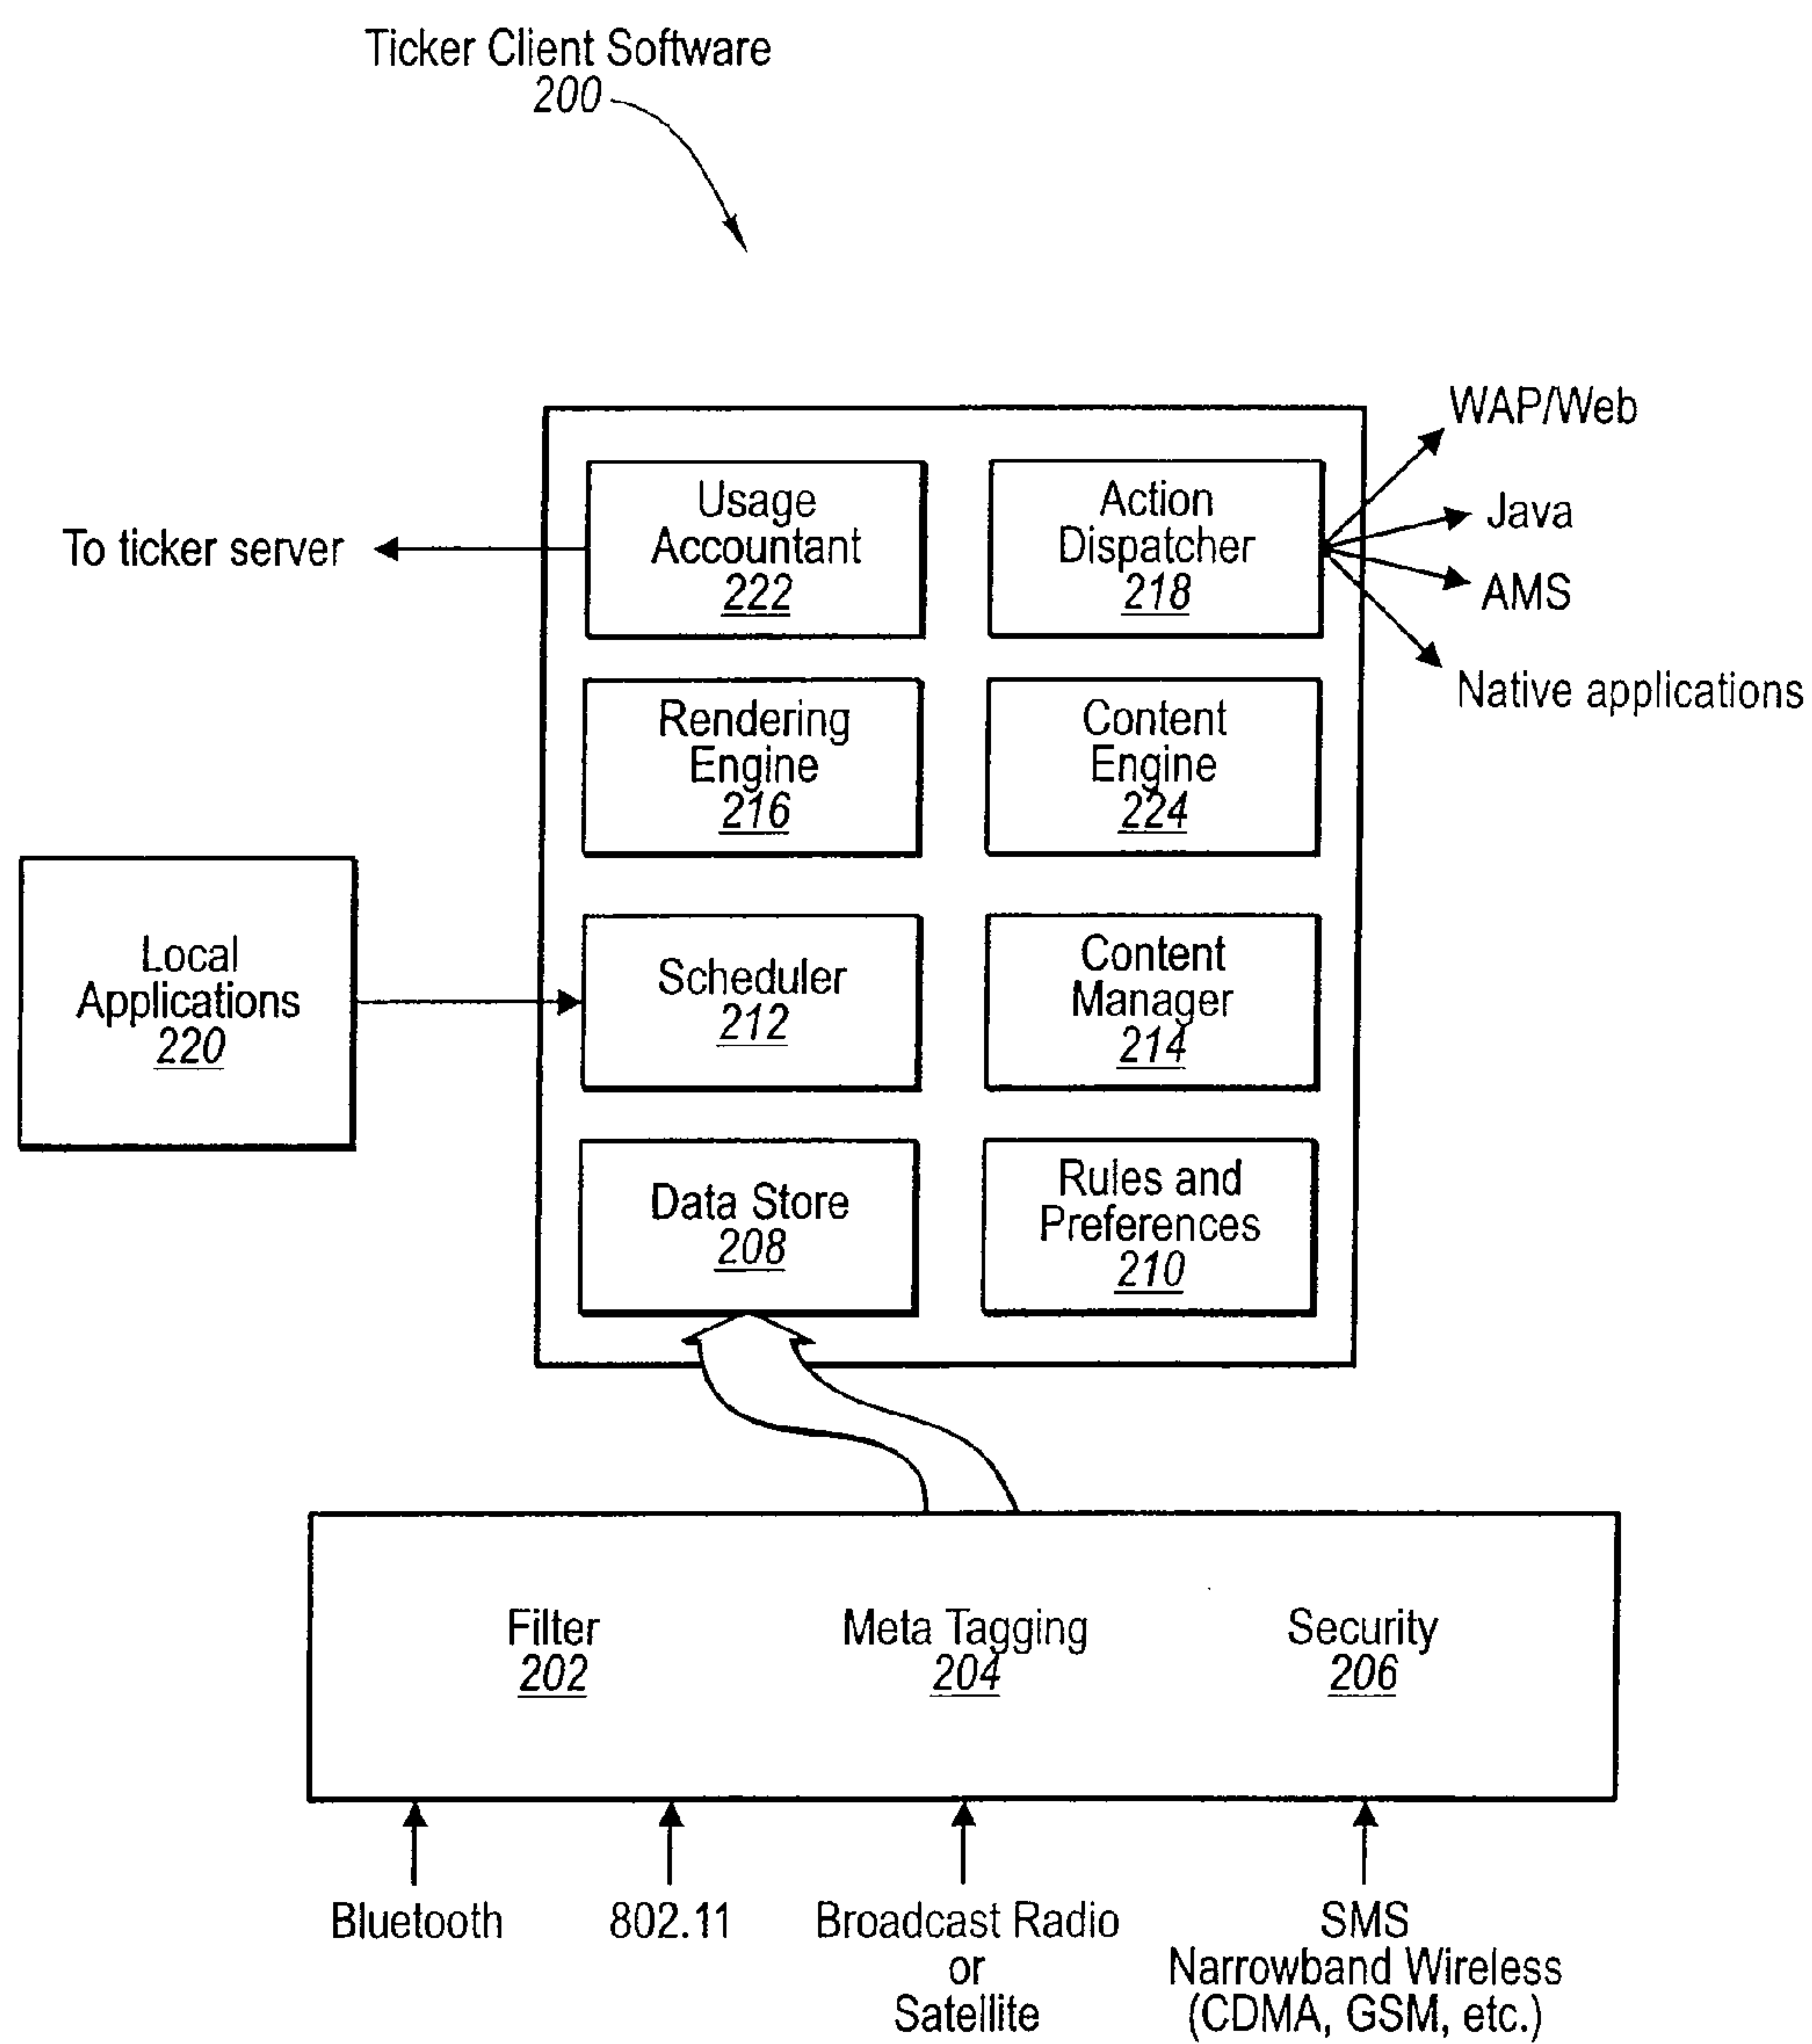 Ticker Client Software
200
WAP/Web
Usage
Accountant
222
Action
Dispatcher
218
To ticker server
Java
AMS
Native applications
Rendering
Engine
216
Content
Engine
224
Local
Applications
220
Scheduler
212
Content
Manager
214
Data Store
208
Rules and
Preferences
210
Filter
202
Meta Tagging
204
Security
206
Bluetooth
802.11
Broadcast Radio
or
Satellite
SMS
Narrowband Wireless
(CDMA, GSM, etc.)